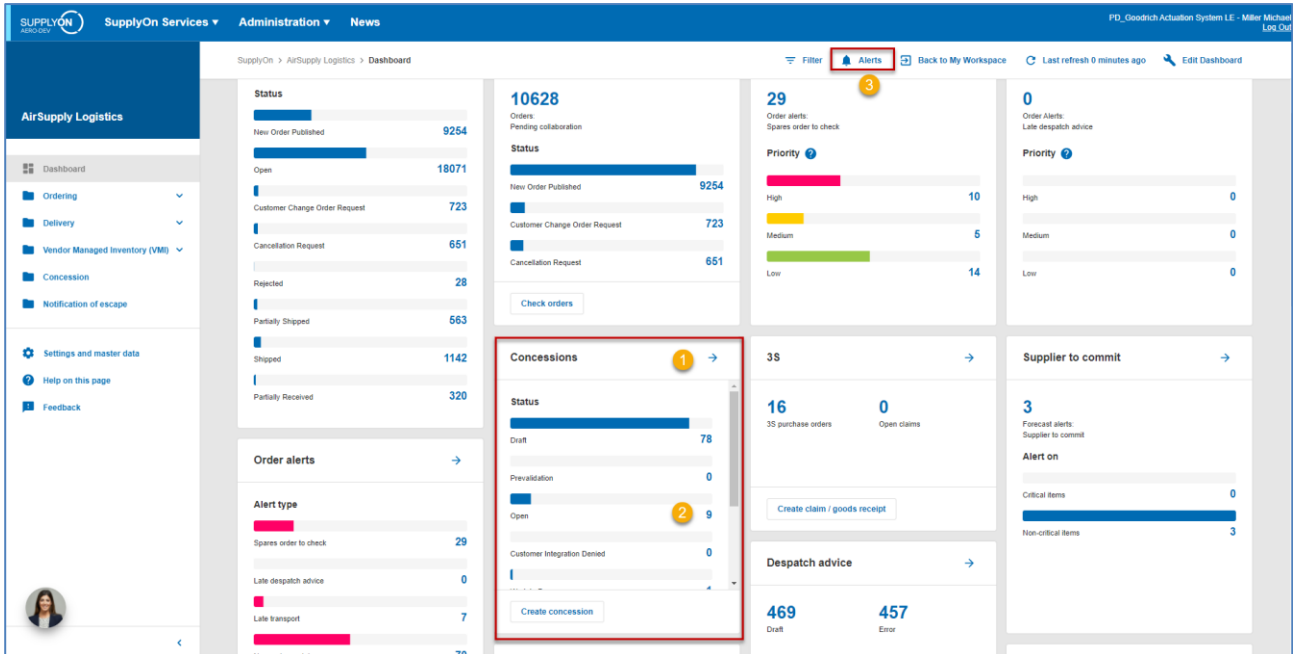 SUPPLYON
AERO-DEV
SupplyOn Services ▾ Administration ▾ News
PD_Goodrich Actuation System LE - Miller Michael
Log Out
AirSupply Logistics
Dashboard
Ordering
Delivery
Vendor Managed Inventory (VMI)
Concession
Notification of escape
Settings and master data
Help on this page
Feedback
SupplyOn > AirSupply Logistics > Dashboard
Filter Alerts Back to My Workspace Last refresh 0 minutes ago Edit Dashboard
3
Status
New Order Published 9254
Open 18071
Customer Change Order Request 723
Cancellation Request 651
Rejected 28
Partially Shipped 563
Shipped 1142
Partially Received 320
Order alerts
Alert type
Spares order to check 29
Late despatch advice 0
Late transport 7
10628
Orders:
Pending collaboration
Status
New Order Published 9254
Customer Change Order Request 723
Cancellation Request 651
Check orders
Concessions 1
Status
Draft 78
Prevalidation 0
Open 2 9
Customer Integration Denied 0
Create concession
29
Order alerts:
Spares order to check
Priority ?
High 10
Medium 5
Low 14
3S
16 0
3S purchase orders Open claims
Create claim / goods receipt
Despatch advice
469 457
Draft Error
0
Order Alerts:
Late despatch advice
Priority ?
High 0
Medium 0
Low 0
Supplier to commit
3
Forecast alerts:
Supplier to commit
Alert on
Critical items 0
Non-critical items 3